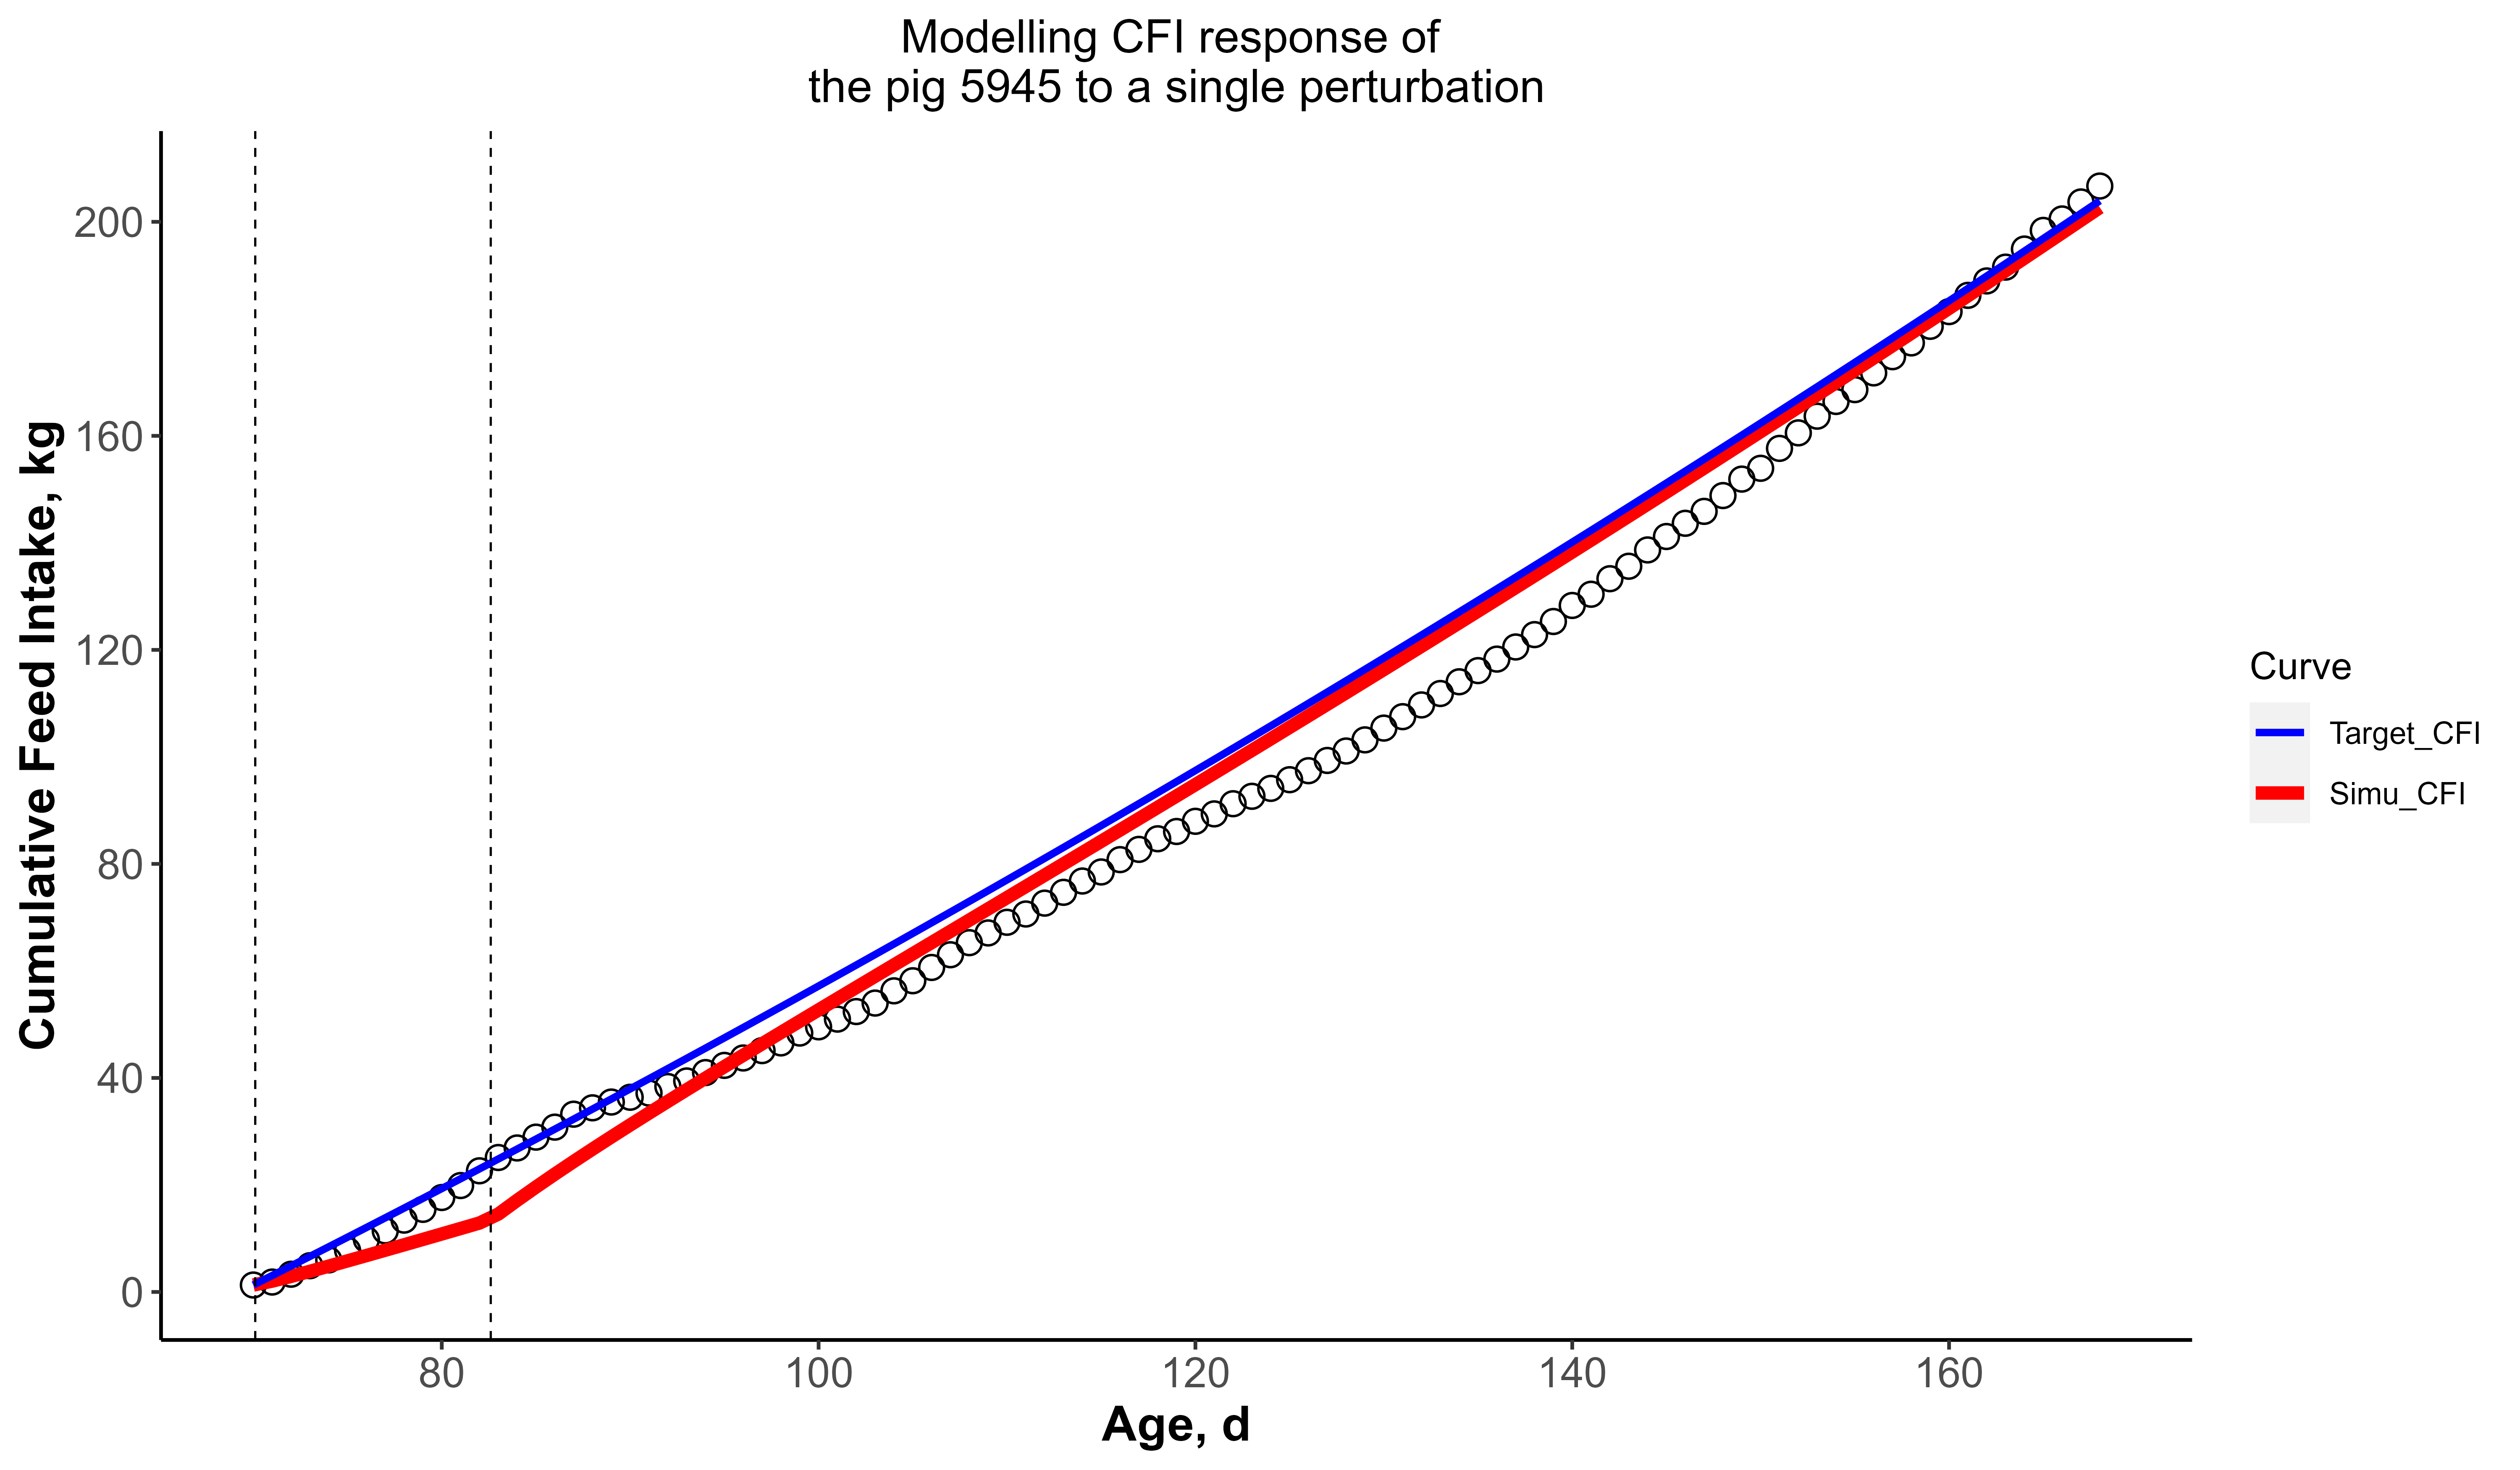 Modelling CFI response of
the pig 5945 to a single perturbation
Cumulative Feed Intake, kg
200
160
120
80
40
0
80
100
120
140
160
Age, d
Curve
Target_CFI
Simu_CFI